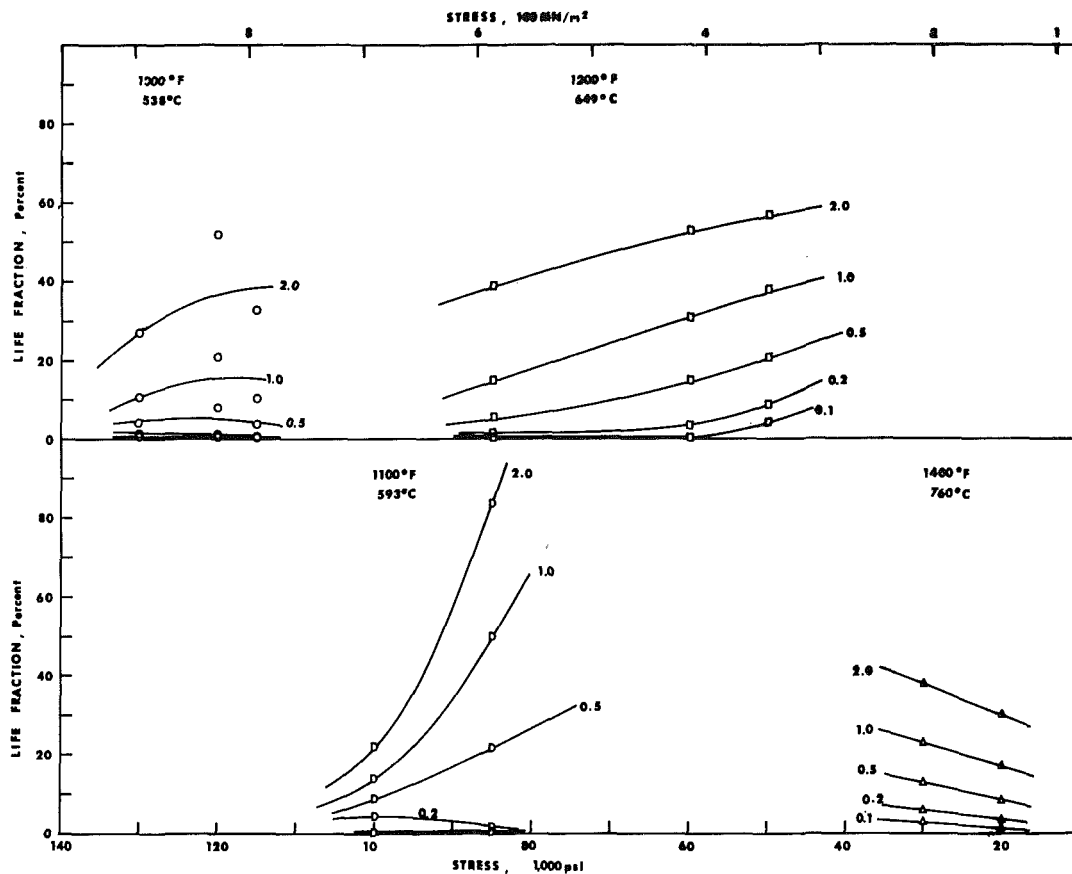 STRESS, 100 MN/m²
8 6 4 2 1
1000°F
538°C
1200°F
649°C
LIFE FRACTION, Percent
80
60
40
20
0
2.0
1.0
0.5
2.0
1.0
0.5
0.2
0.1
1100°F
593°C
1400°F
760°C
LIFE FRACTION, Percent
80
60
40
20
0
2.0
1.0
0.5
0.2
2.0
1.0
0.5
0.2
0.1
140 120 10 80 60 40 20
STRESS, 1,000 psi